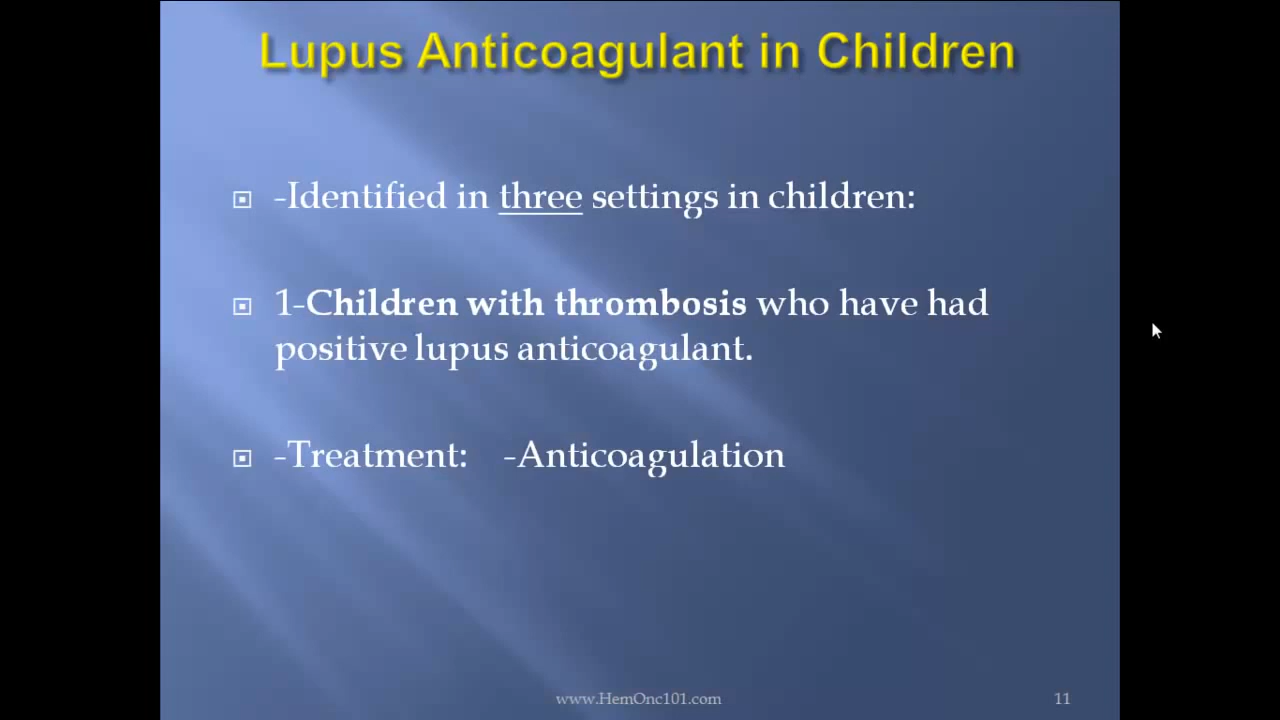 Lupus Anticoagulant in Children
-Identified in three settings in children:
1-Children with thrombosis who have had
positive lupus anticoagulant.
-Treatment: -Anticoagulation
www.HemOnc101.com
11